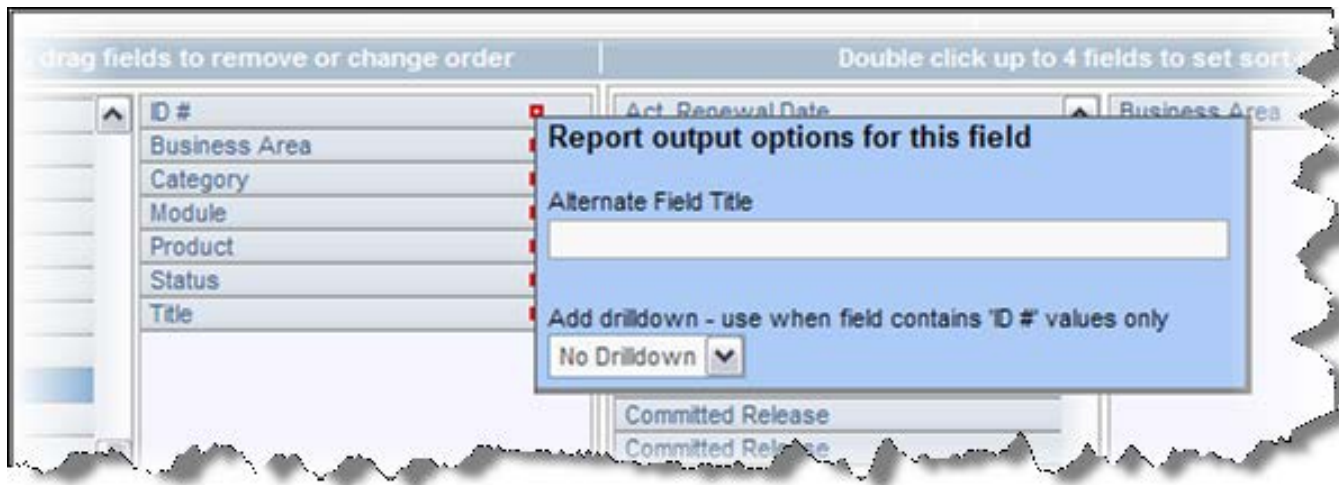 drag fields to remove or change order
Double click up to 4 fields to set sort
ID #
Business Area
Category
Module
Product
Status
Title
Act. Renewal Date
Business Area
Report output options for this field
Alternate Field Title
Add drilldown - use when field contains 'ID #' values only
No Drilldown
Committed Release
Committed Release